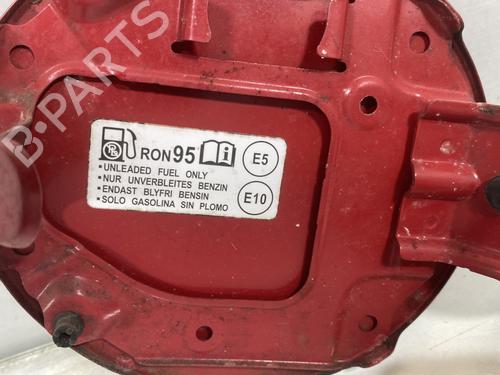 B-PARTS
RON95 i E5
• UNLEADED FUEL ONLY
• NUR UNVERBLEITES BENZIN
• ENDAST BLYFRI BENSIN
• SOLO GASOLINA SIN PLOMO
E10